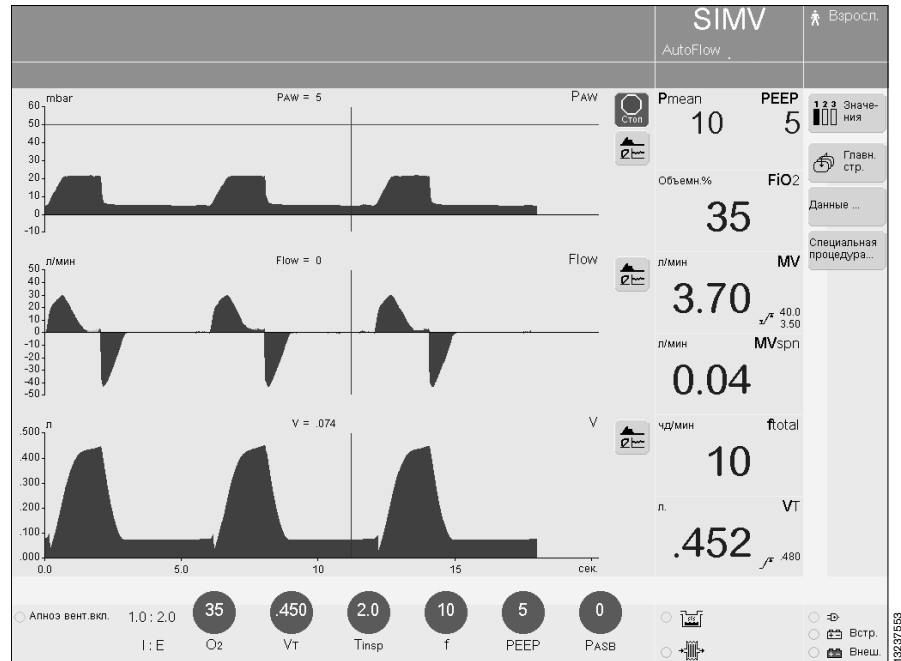 SIMV
AutoFlow
Взросл.
mbar
PAW = 5
PAW
60
50
40
30
20
10
0
-10
Стоп
Pmean
10
PEEP
5
1 2 3 Значе-
ния
Главн.
стр.
Данные ...
Специальная
процедура...
Объемн.%
FiO2
35
л/мин
Flow = 0
Flow
50
40
30
20
10
0
-10
-20
-30
-40
-50
л/мин
MV
3.70
40.0
3.50
л/мин
MVspn
0.04
л
V = .074
V
.500
.400
.300
.200
.100
.000
0.0
5.0
10
15
сек.
чд/мин
ftotal
10
л.
VT
.452
.480
Апноэ вент.вкл.
1.0 : 2.0
I : E
35
O2
.450
VT
2.0
Tinsp
10
f
5
PEEP
0
PASB
Встр.
Внеш.
13237553